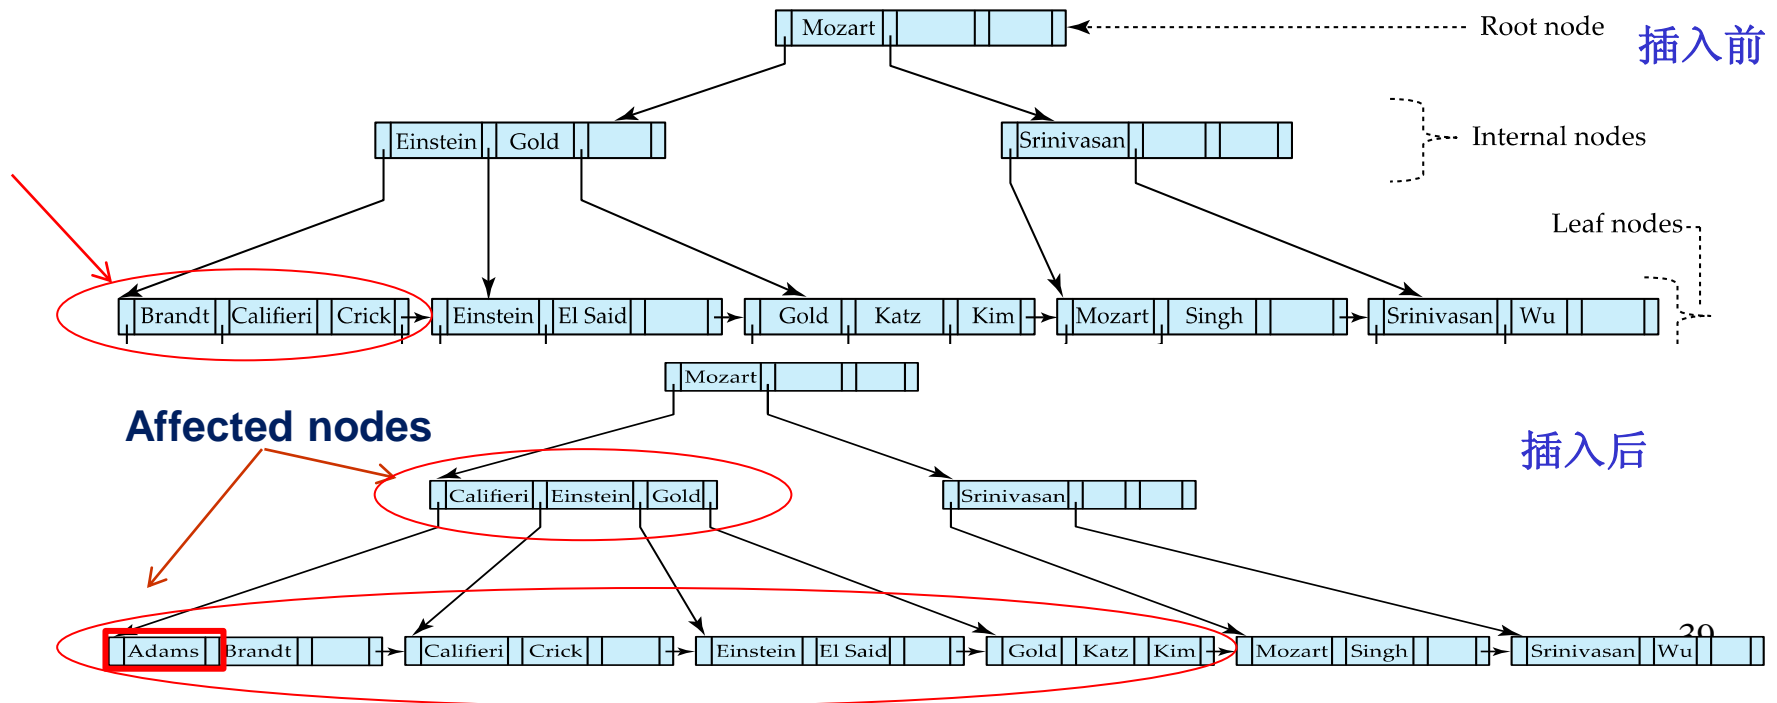 Mozart
Root node
插入前
Einstein Gold
Srinivasan
Internal nodes
Leaf nodes
Brandt Califieri Crick Einstein El Said Gold Katz Kim Mozart Singh Srinivasan Wu
Mozart
Affected nodes
插入后
Califieri Einstein Gold
Srinivasan
39
Adams Brandt Califieri Crick Einstein El Said Gold Katz Kim Mozart Singh Srinivasan Wu